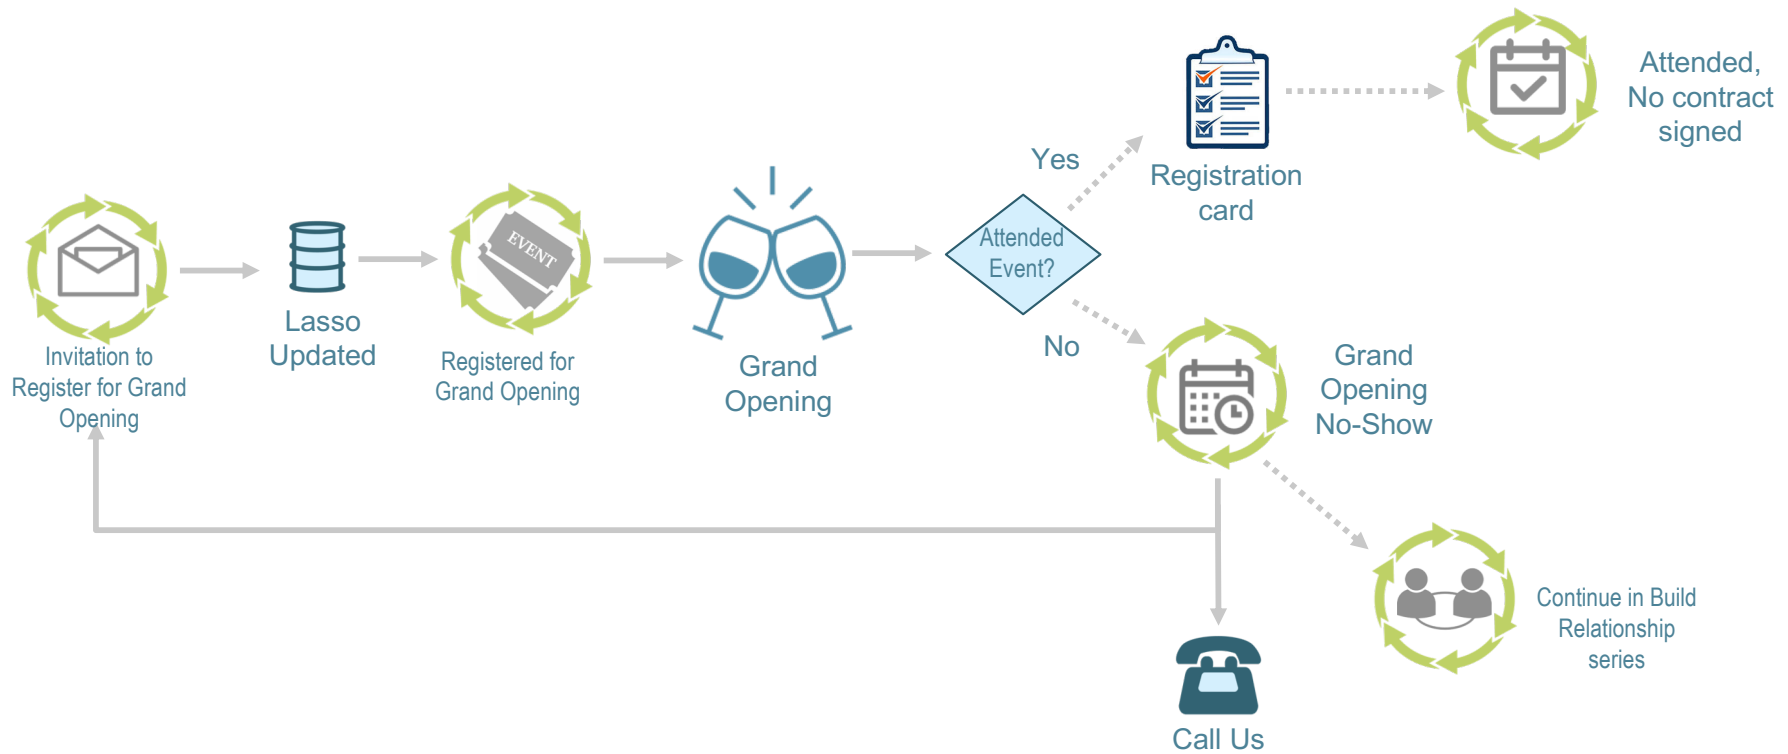 Invitation to
Register for Grand
Opening
Lasso
Updated
EVENT
Registered for
Grand Opening
Grand
Opening
Attended
Event?
Yes
No
Registration
card
Attended,
No contract
signed
Grand
Opening
No-Show
Continue in Build
Relationship
series
Call Us